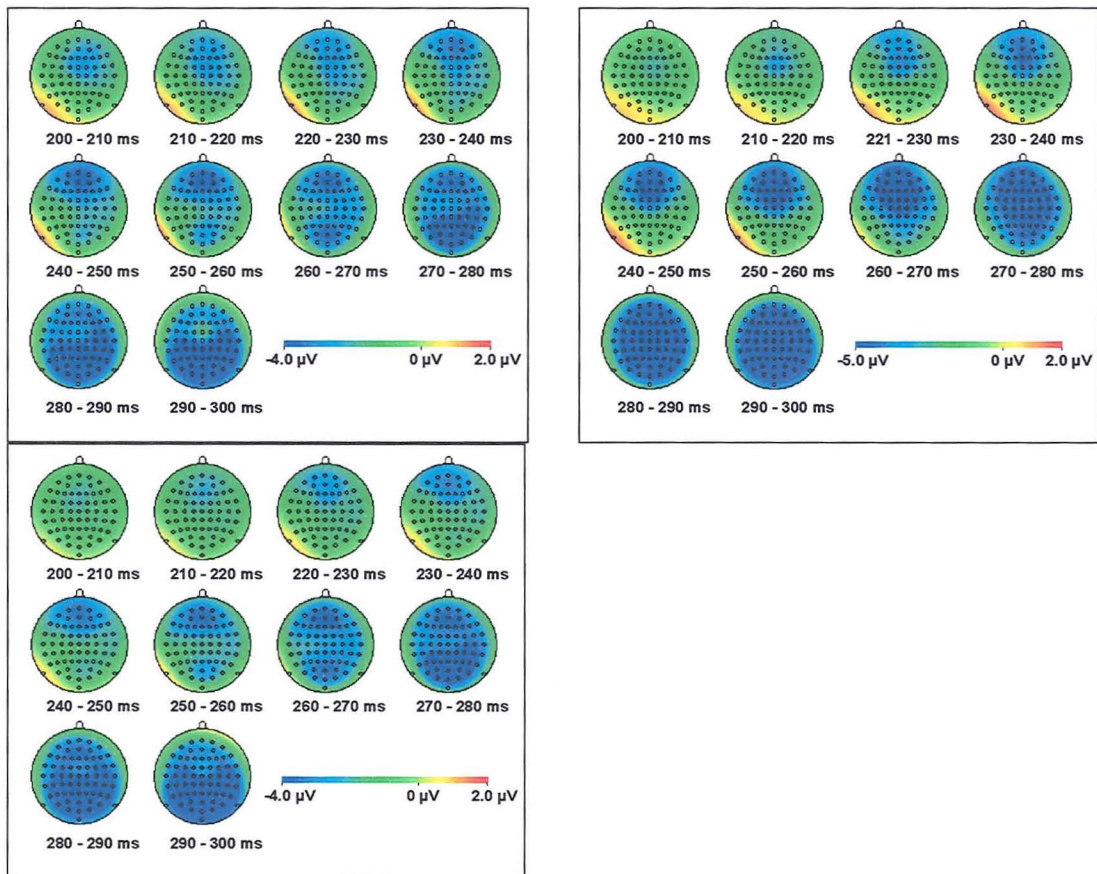 200 - 210 ms 210 - 220 ms 220 - 230 ms 230 - 240 ms
240 - 250 ms 250 - 260 ms 260 - 270 ms 270 - 280 ms
-4.0 µV 0 µV 2.0 µV
280 - 290 ms 290 - 300 ms
200 - 210 ms 210 - 220 ms 221 - 230 ms 230 - 240 ms
240 - 250 ms 250 - 260 ms 260 - 270 ms 270 - 280 ms
-5.0 µV 0 µV 2.0 µV
280 - 290 ms 290 - 300 ms
200 - 210 ms 210 - 220 ms 220 - 230 ms 230 - 240 ms
240 - 250 ms 250 - 260 ms 260 - 270 ms 270 - 280 ms
-4.0 µV 0 µV 2.0 µV
280 - 290 ms 290 - 300 ms